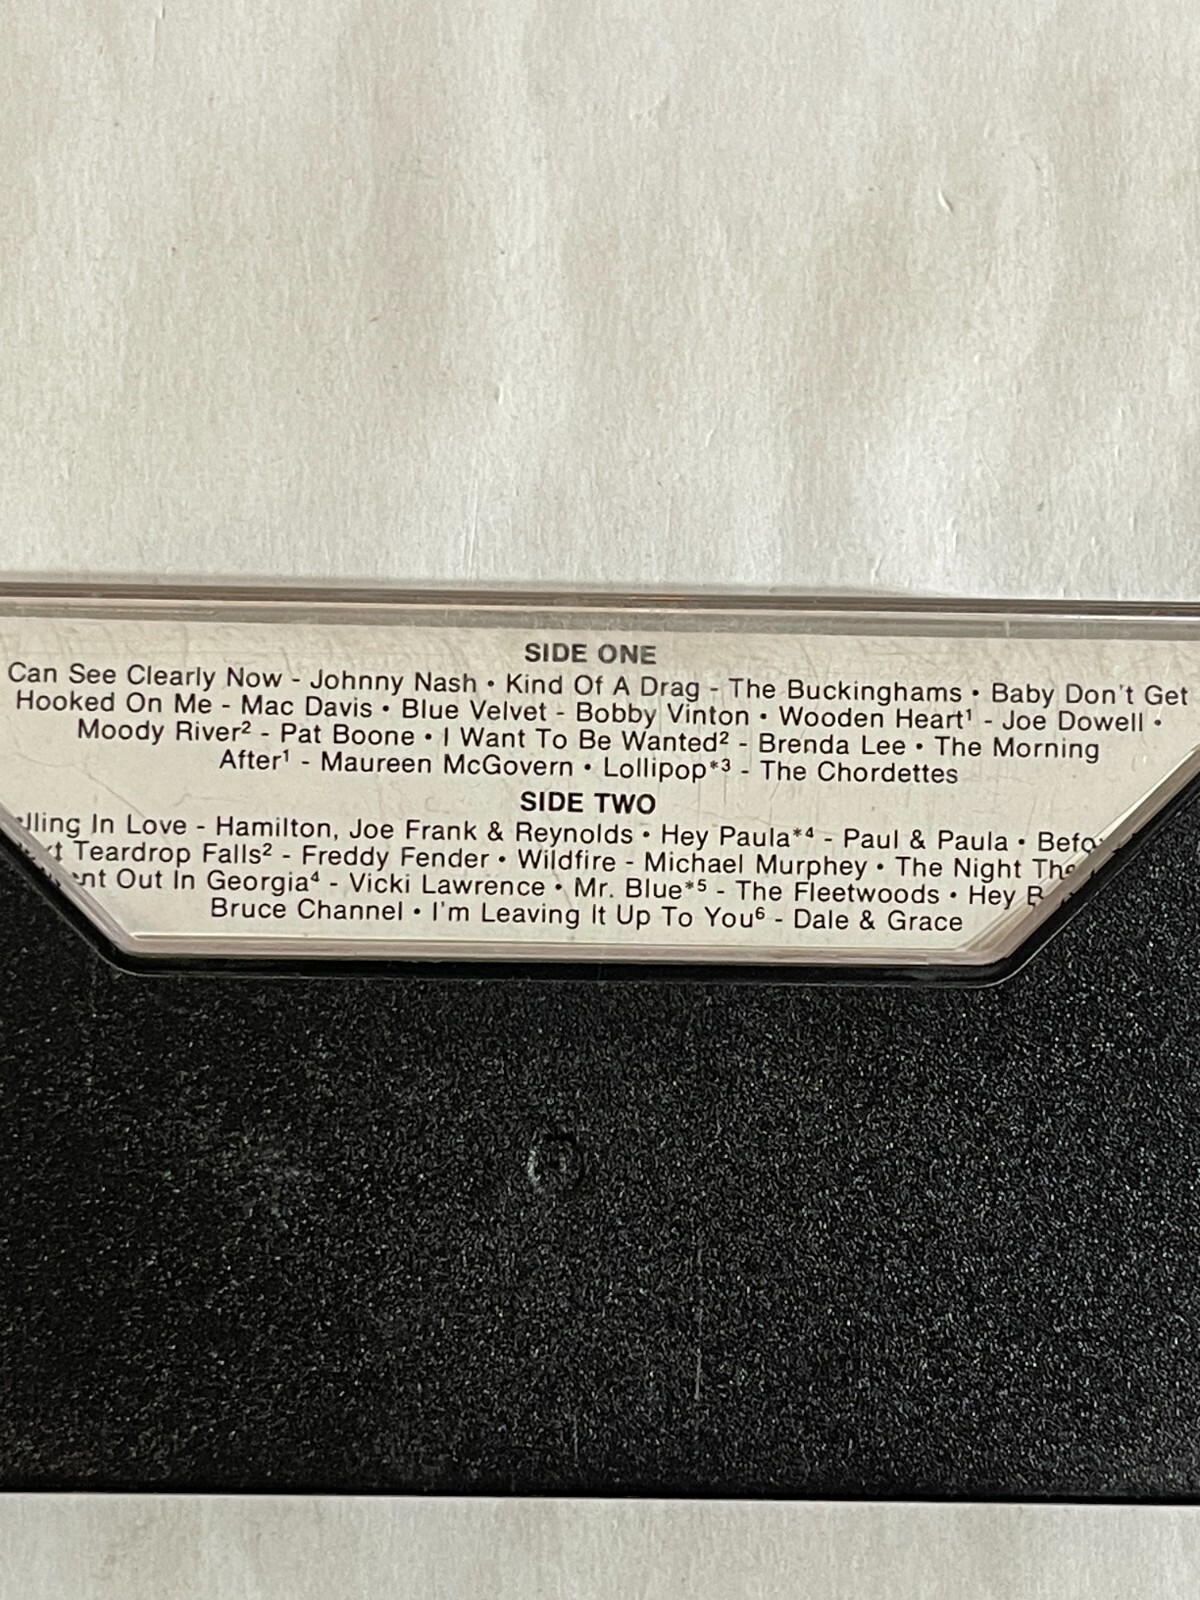 SIDE ONE
Can See Clearly Now - Johnny Nash • Kind Of A Drag - The Buckinghams • Baby Don't Get
Hooked On Me - Mac Davis • Blue Velvet - Bobby Vinton • Wooden Heart¹ - Joe Dowell •
Moody River² - Pat Boone • I Want To Be Wanted² - Brenda Lee • The Morning
After¹ - Maureen McGovern • Lollipop*³ - The Chordettes
SIDE TWO
In Love - Hamilton, Joe Frank & Reynolds • Hey Paula*⁴ - Paul & Paula •
Teardrop Falls² - Freddy Fender • Wildfire - Michael Murphey • The Night
Out In Georgia⁴ - Vicki Lawrence • Mr. Blue*⁵ - The Fleetwoods • Hey
Bruce Channel • I'm Leaving It Up To You⁶ - Dale & Grace